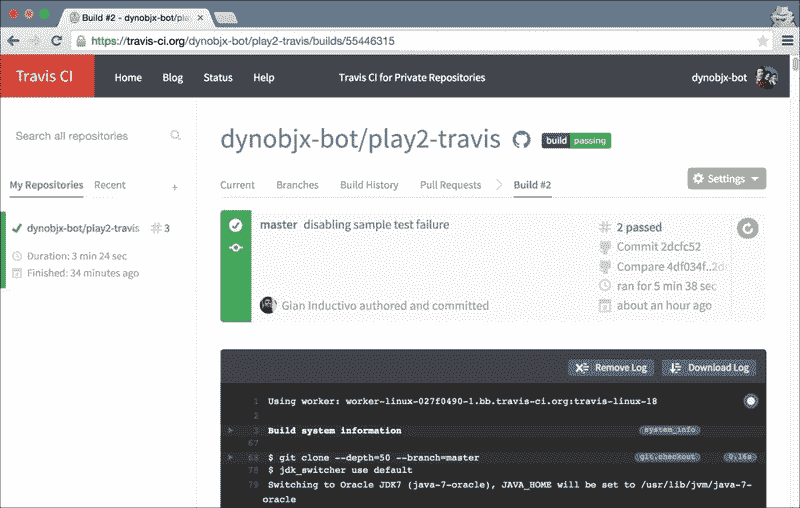 Build #2 - dynobjx-bot/play
https://travis-ci.org/dynobjx-bot/play2-travis/builds/55446315
Travis CI
Home Blog Status Help Travis CI for Private Repositories dynobjx-bot
Search all repositories
dynobjx-bot/play2-travis build passing
My Repositories Recent +
Current Branches Build History Pull Requests Build #2 Settings
dynobjx-bot/play2-travis # 3
Duration: 3 min 24 sec
Finished: 34 minutes ago
master disabling sample test failure
2 passed
Commit 2dcfc52
Compare 4df034f..2d
ran for 5 min 38 sec
about an hour ago
Gian Inductivo authored and committed
Remove Log Download Log
1 Using worker: worker-linux-027f0490-1.bb.travis-ci.org:travis-linux-18
2
3 Build system information system_info
67
68 $ git clone --depth=50 --branch=master git.checkout 0.16s
78 $ jdk_switcher use default
79 Switching to Oracle JDK7 (java-7-oracle), JAVA_HOME will be set to /usr/lib/jvm/java-7-
oracle